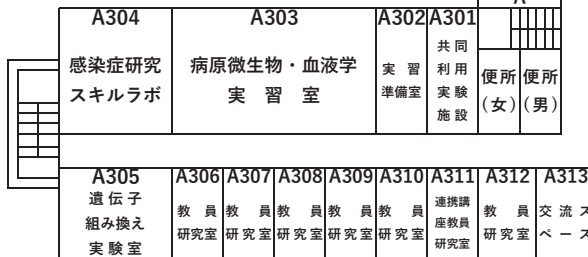 A304
感染症研究
スキルラボ
A303
病原微生物・血液学
実習室
A302
実習
準備室
A301
共同
利用
実験
施設
便所
(女)
便所
(男)
A305
遺伝子
組み換え
実験室
A306
教員
研究室
A307
教員
研究室
A308
教員
研究室
A309
教員
研究室
A310
教員
研究室
A311
連携講
座教員
研究室
A312
教員
研究室
A313
交流ス
ペース